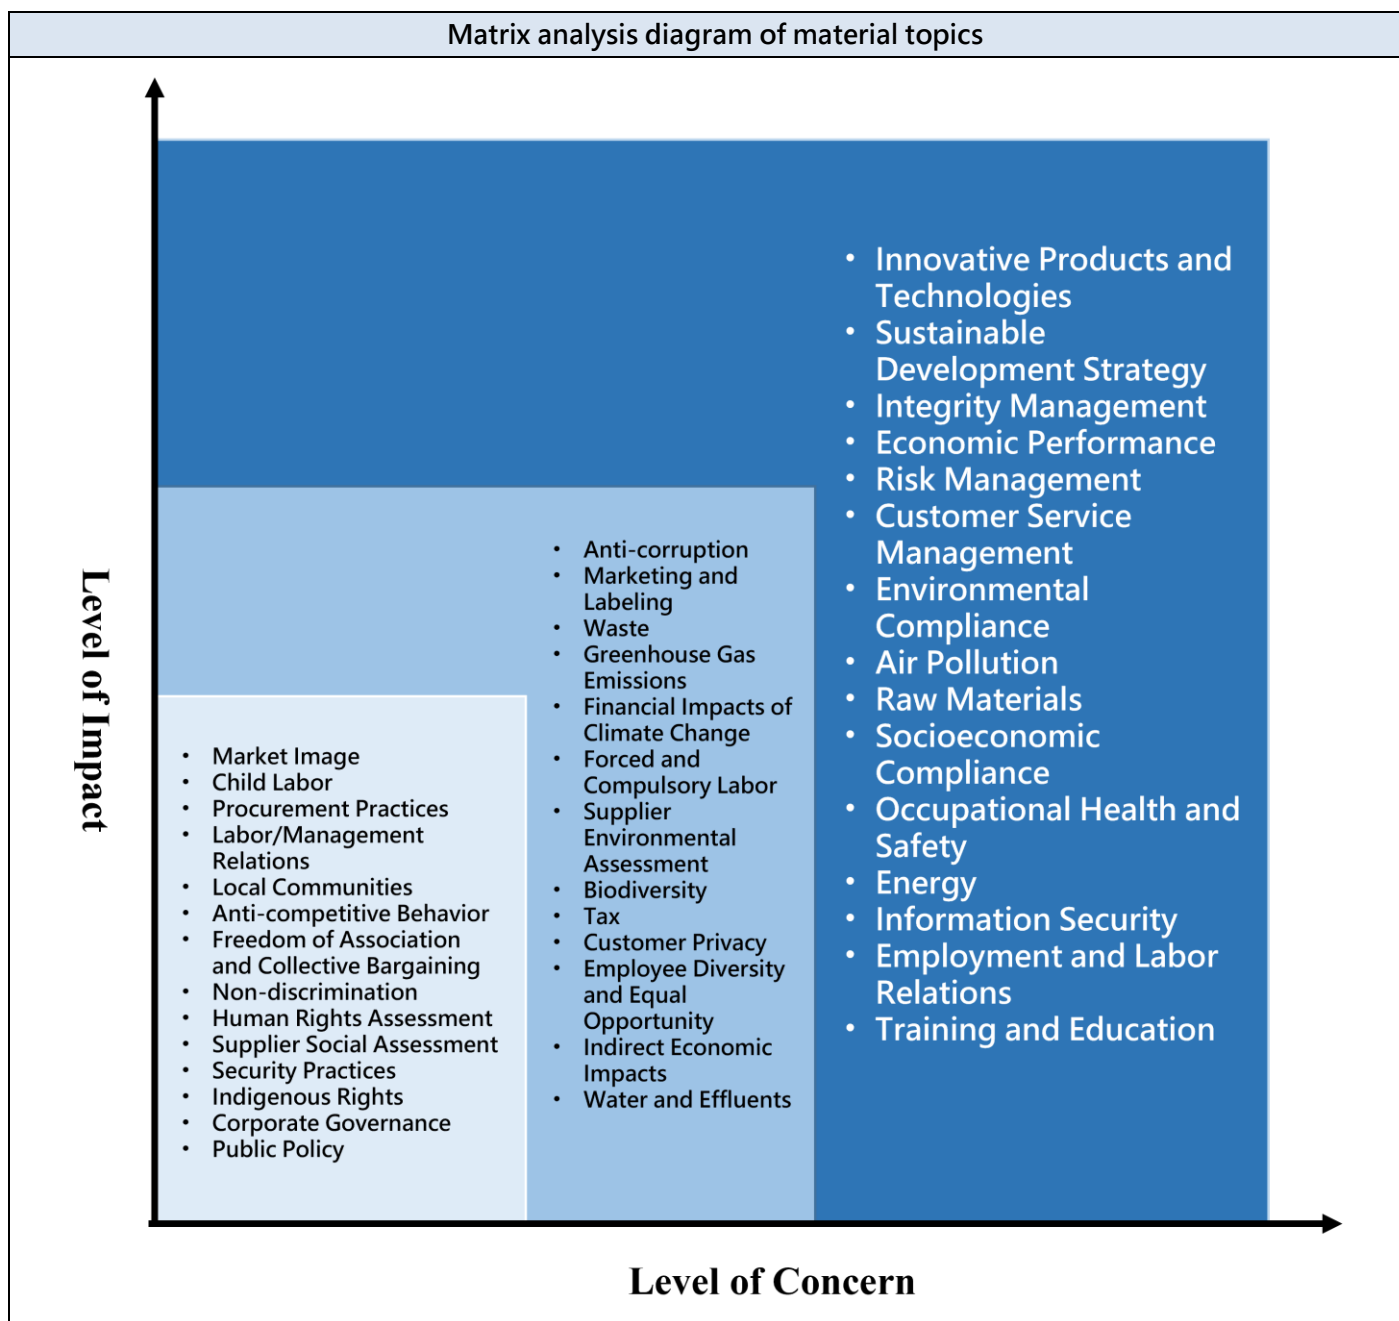 Matrix analysis diagram of material topics
Level of Impact
• Market Image
• Child Labor
• Procurement Practices
• Labor/Management
Relations
• Local Communities
• Anti-competitive Behavior
• Freedom of Association
and Collective Bargaining
• Non-discrimination
• Human Rights Assessment
• Supplier Social Assessment
• Security Practices
• Indigenous Rights
• Corporate Governance
• Public Policy
• Anti-corruption
• Marketing and
Labeling
• Waste
• Greenhouse Gas
Emissions
• Financial Impacts of
Climate Change
• Forced and
Compulsory Labor
• Supplier
Environmental
Assessment
• Biodiversity
• Tax
• Customer Privacy
• Employee Diversity
and Equal
Opportunity
• Indirect Economic
Impacts
• Water and Effluents
• Innovative Products and
Technologies
• Sustainable
Development Strategy
• Integrity Management
• Economic Performance
• Risk Management
• Customer Service
Management
• Environmental
Compliance
• Air Pollution
• Raw Materials
• Socioeconomic
Compliance
• Occupational Health and
Safety
• Energy
• Information Security
• Employment and Labor
Relations
• Training and Education
Level of Concern